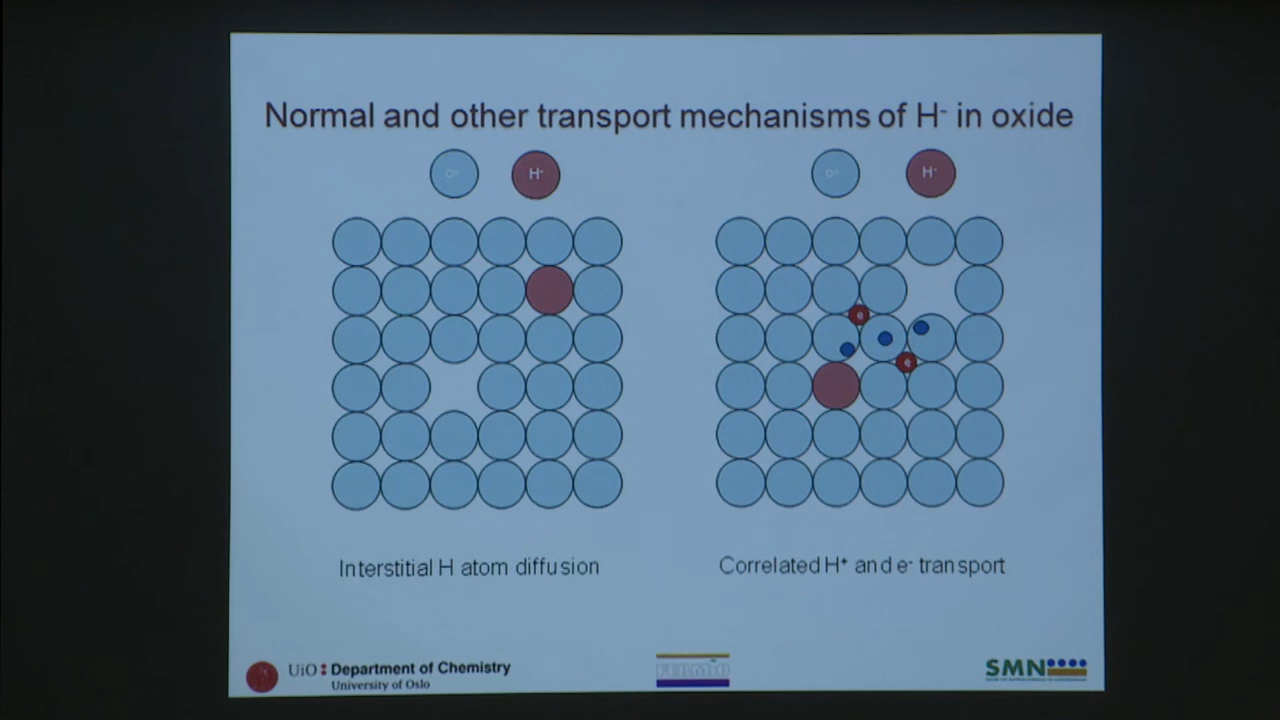 Normal and other transport mechanisms of H⁻ in oxide
H⁻
H⁻
e
e
Interstitial H atom diffusion
Correlated H⁺ and e⁻ transport
UiO: Department of Chemistry
University of Oslo
FERMiO
SMN